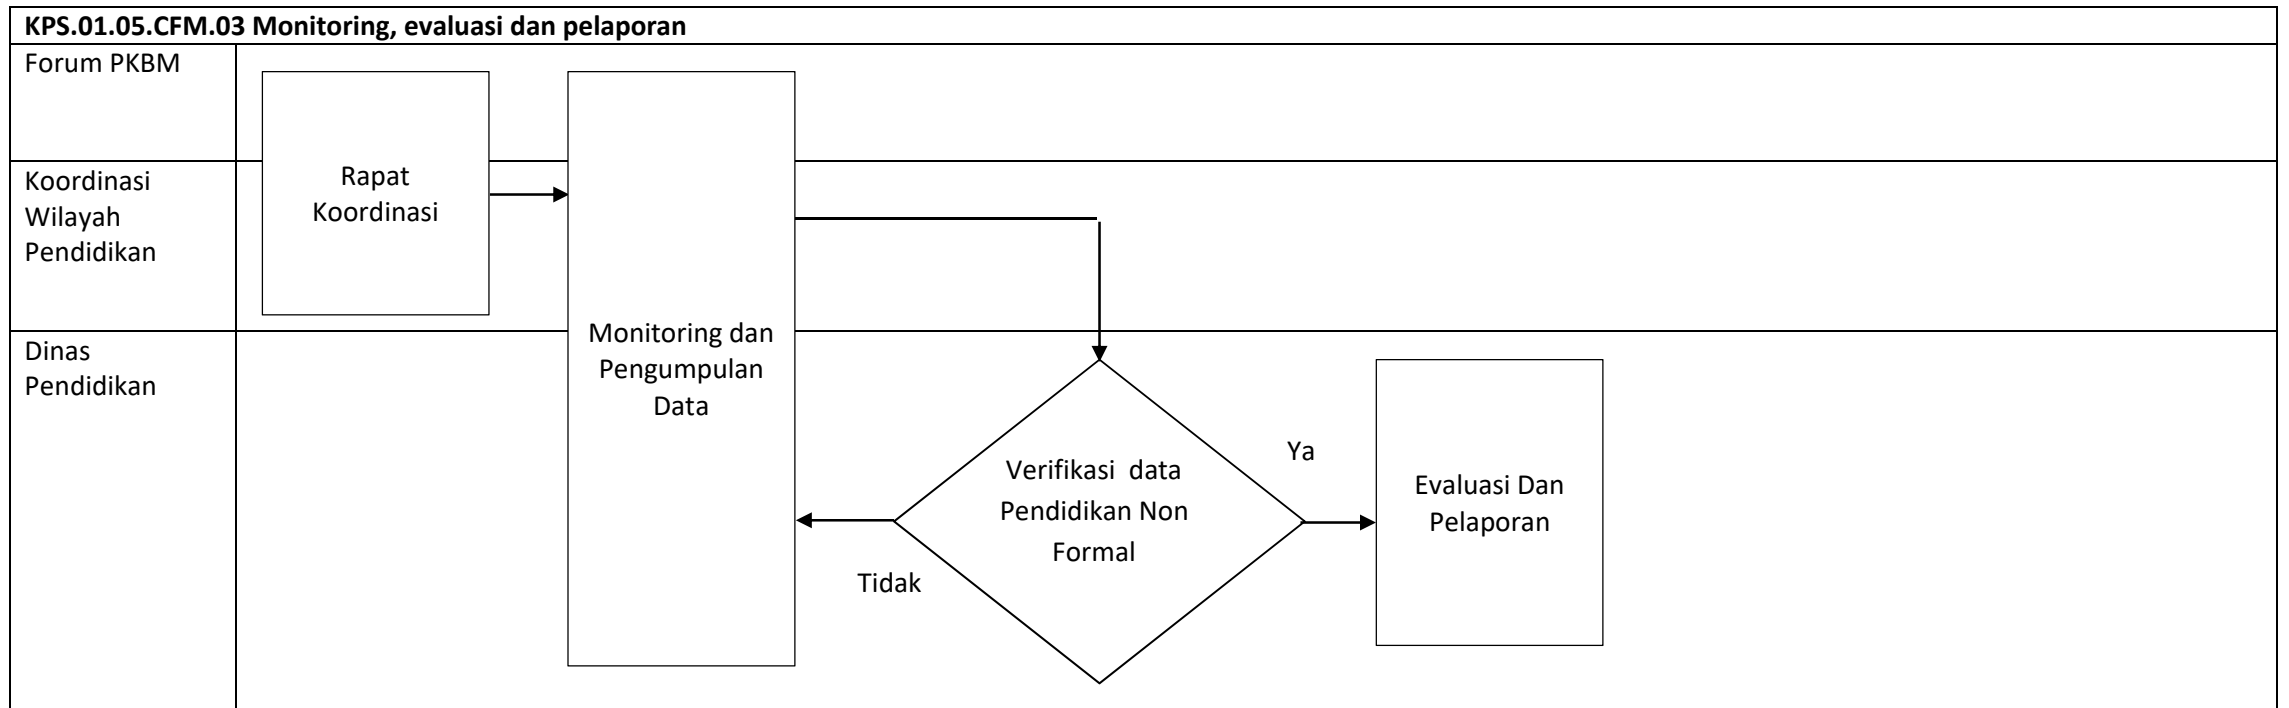 KPS.01.05.CFM.03 Monitoring, evaluasi dan pelaporan
Forum PKBM
Koordinasi
Wilayah
Pendidikan
Dinas
Pendidikan
Rapat
Koordinasi
Monitoring dan
Pengumpulan
Data
Verifikasi data
Pendidikan Non
Formal
Tidak
Ya
Evaluasi Dan
Pelaporan